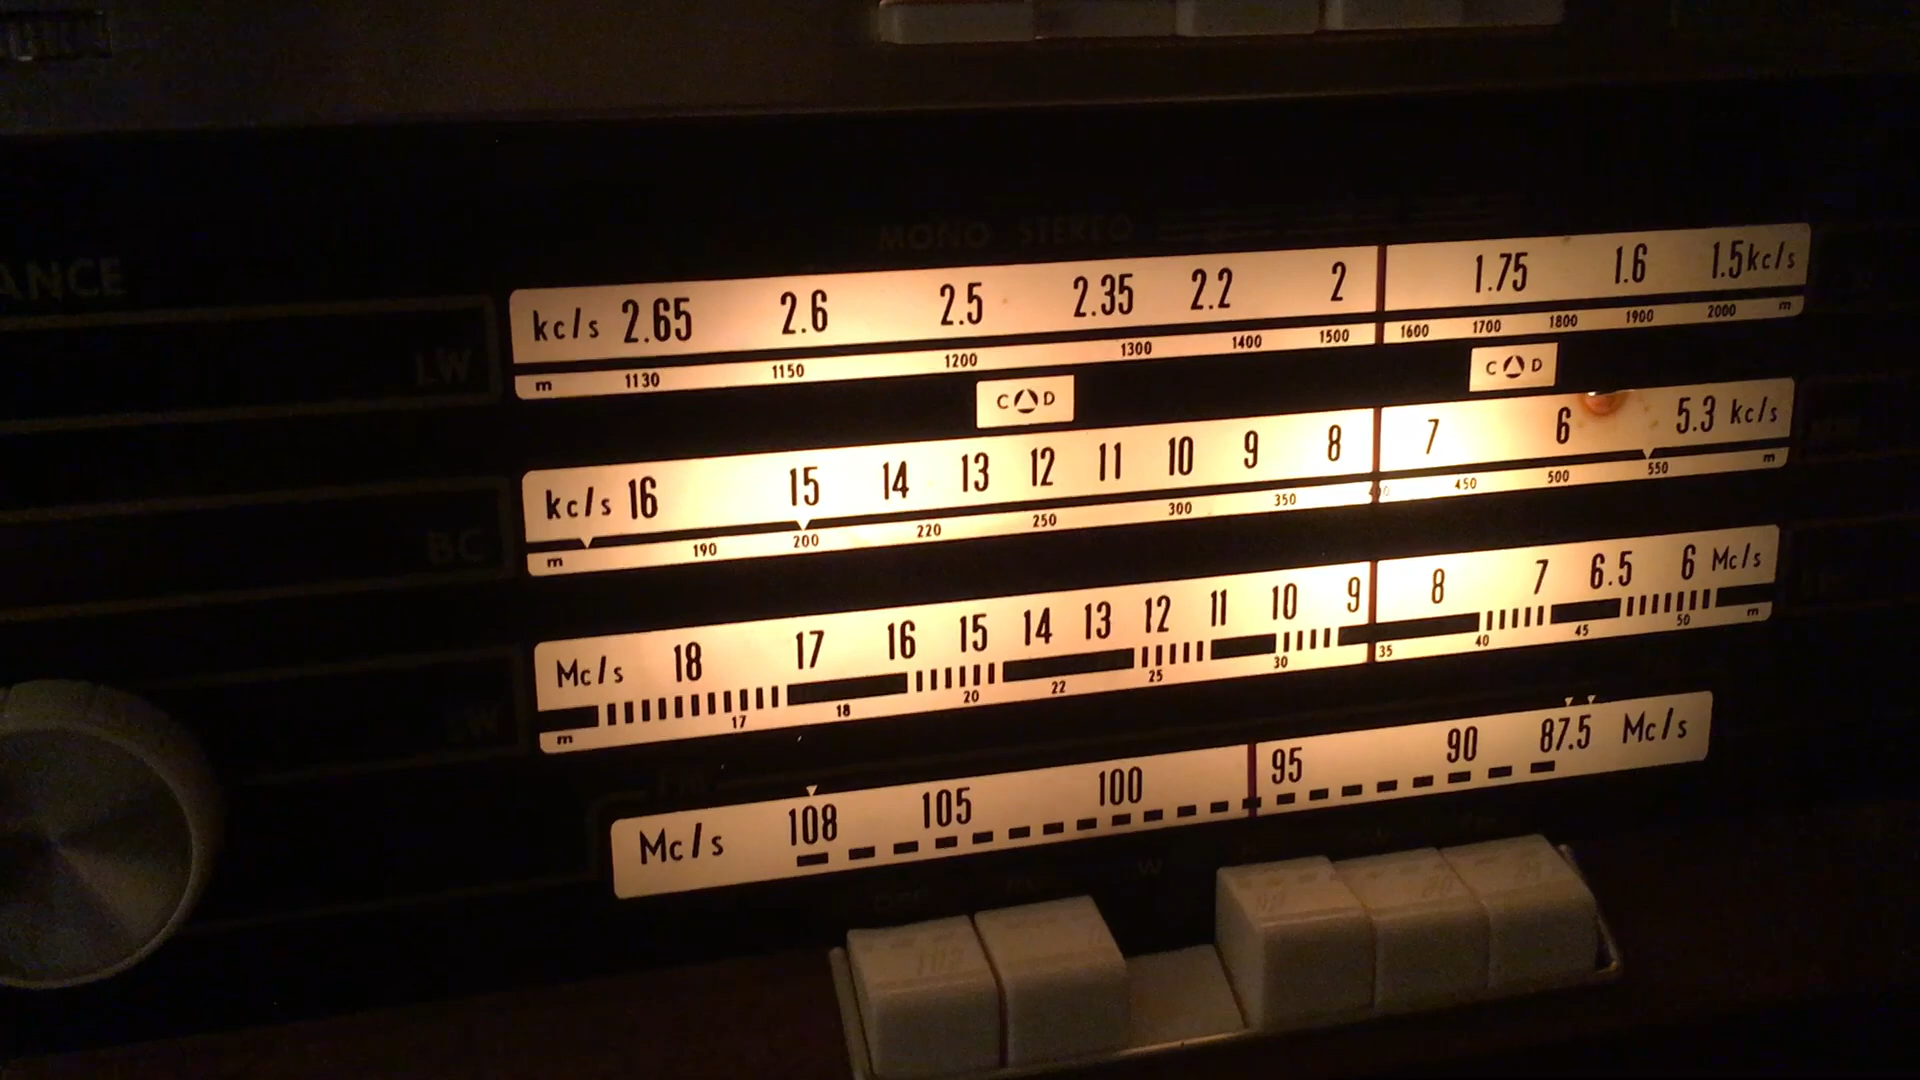 MONO STEREO
ANCE
kc/s 2.65 2.6 2.5 2.35 2.2 2 1.75 1.6 1.5 kc/s
LW
m 1130 1150 1200 1300 1400 1500 1600 1700 1800 1900 2000 m
C D C D
kc/s 16 15 14 13 12 11 10 9 8 7 6 5.3 kc/s
BC
m 190 200 220 250 300 350 450 500 550 m
Mc/s 18 17 16 15 14 13 12 11 10 9 8 7 6.5 6 Mc/s
m 17 18 20 22 25 30 35 40 45 50 m
Mc/s 108 105 100 95 90 87.5 Mc/s